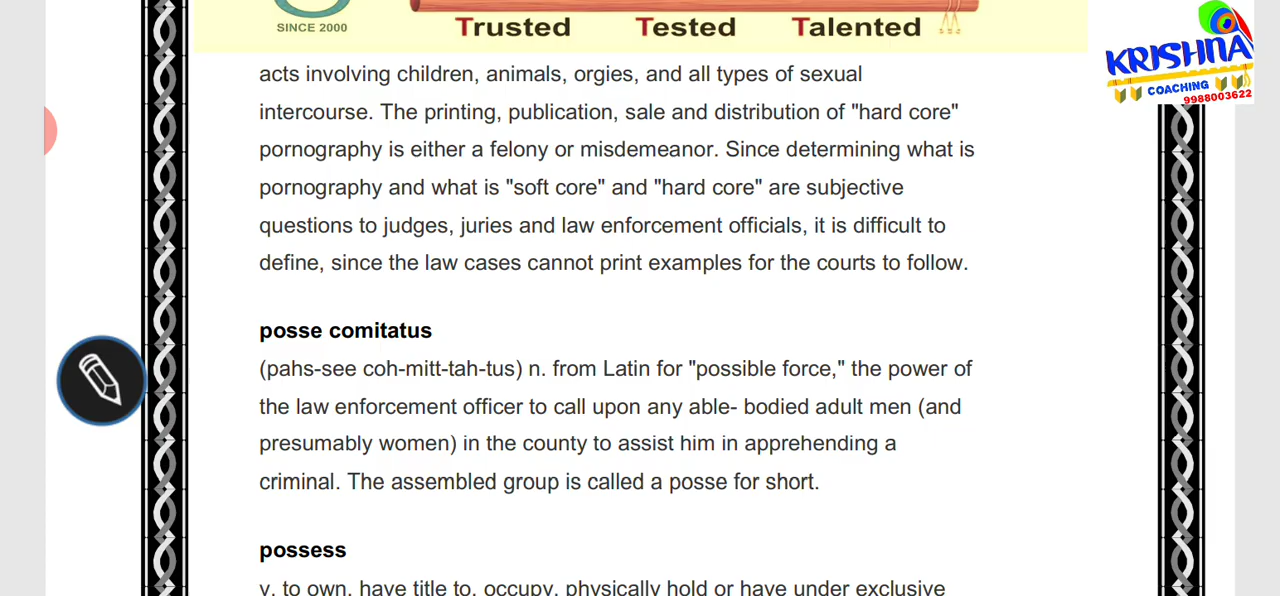 SINCE 2000
Trusted Tested Talented
KRISHNA
COACHING
9988003622
acts involving children, animals, orgies, and all types of sexual
intercourse. The printing, publication, sale and distribution of "hard core"
pornography is either a felony or misdemeanor. Since determining what is
pornography and what is "soft core" and "hard core" are subjective
questions to judges, juries and law enforcement officials, it is difficult to
define, since the law cases cannot print examples for the courts to follow.
posse comitatus
(pahs-see coh-mitt-tah-tus) n. from Latin for "possible force," the power of
the law enforcement officer to call upon any able- bodied adult men (and
presumably women) in the county to assist him in apprehending a
criminal. The assembled group is called a posse for short.
possess
v. to own, have title to, occupy, physically hold or have under exclusive